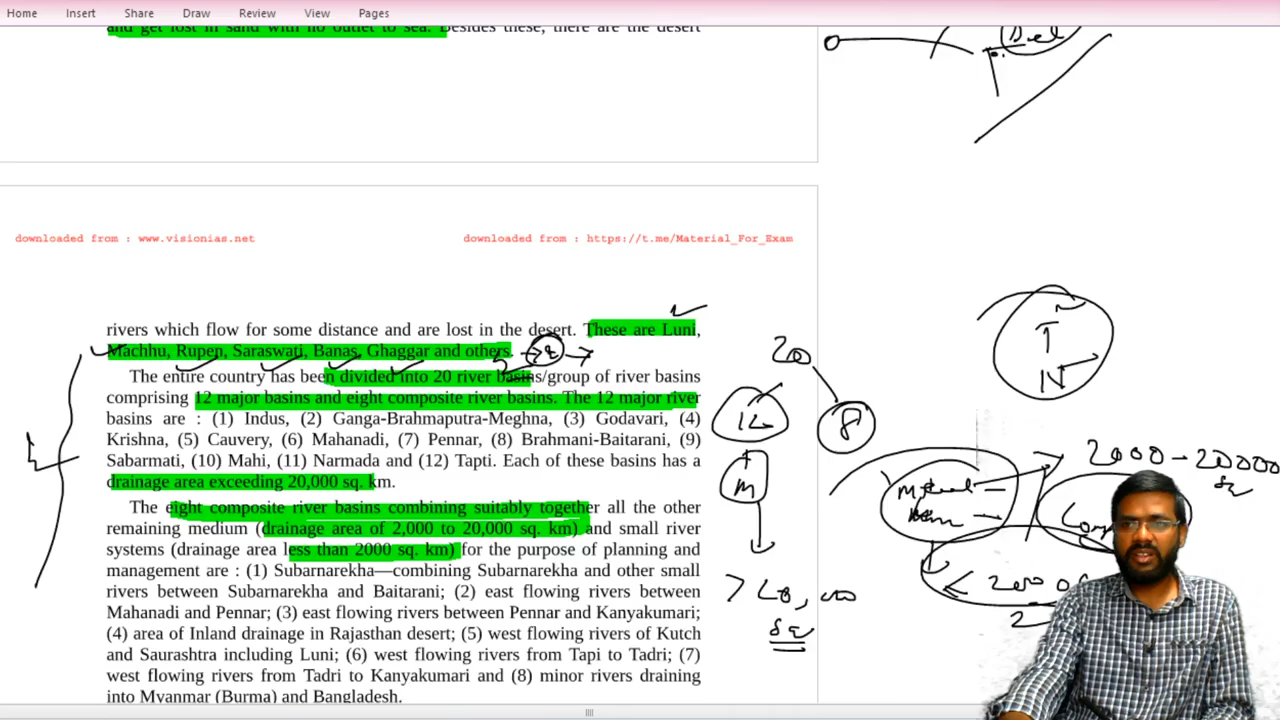 Home Insert Share Draw Review View Pages
and get lost in sand with no outlet to sea. Besides these, there are the desert
downloaded from : www.visionias.net downloaded from : https://t.me/Material_For_Exam
rivers which flow for some distance and are lost in the desert. These are Luni,
Machhu, Rupen, Saraswati, Banas, Ghaggar and others.
The entire country has been divided into 20 river basins/group of river basins
comprising 12 major basins and eight composite river basins. The 12 major river
basins are : (1) Indus, (2) Ganga-Brahmaputra-Meghna, (3) Godavari, (4)
Krishna, (5) Cauvery, (6) Mahanadi, (7) Pennar, (8) Brahmani-Baitarani, (9)
Sabarmati, (10) Mahi, (11) Narmada and (12) Tapti. Each of these basins has a
drainage area exceeding 20,000 sq. km.
The eight composite river basins combining suitably together all the other
remaining medium (drainage area of 2,000 to 20,000 sq. km) and small river
systems (drainage area less than 2000 sq. km) for the purpose of planning and
management are : (1) Subarnarekha—combining Subarnarekha and other small
rivers between Subarnarekha and Baitarani; (2) east flowing rivers between
Mahanadi and Pennar; (3) east flowing rivers between Pennar and Kanyakumari;
(4) area of Inland drainage in Rajasthan desert; (5) west flowing rivers of Kutch
and Saurashtra including Luni; (6) west flowing rivers from Tapi to Tadri; (7)
west flowing rivers from Tadri to Kanyakumari and (8) minor rivers draining
into Myanmar (Burma) and Bangladesh.
20
12
8
m
> 20,000
sq
2000 - 20000
sq